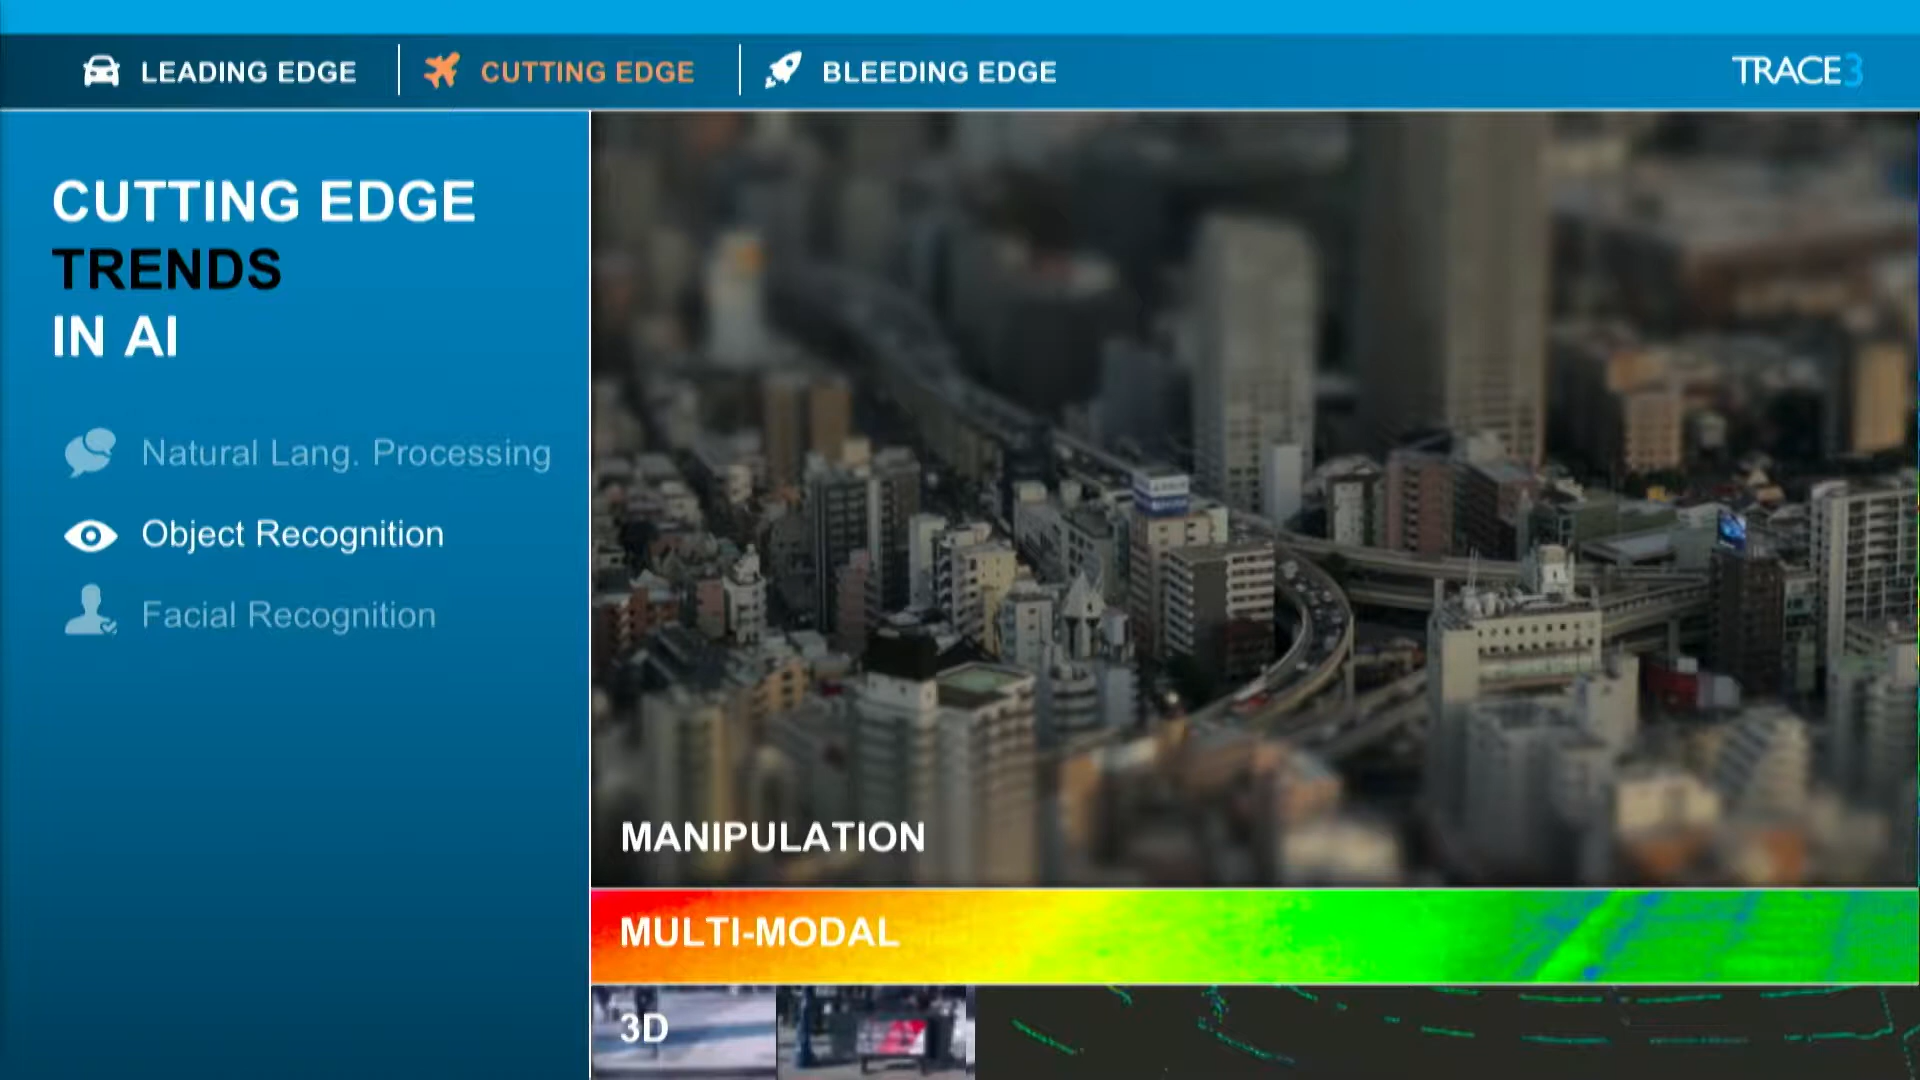 LEADING EDGE
CUTTING EDGE
BLEEDING EDGE
TRACE3
CUTTING EDGE
TRENDS
IN AI
Natural Lang. Processing
Object Recognition
Facial Recognition
MANIPULATION
MULTI-MODAL
3D